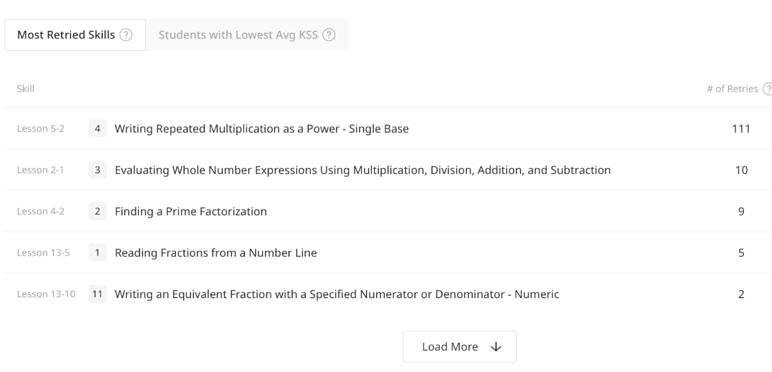 Most Retried Skills ? Students with Lowest Avg KSS ?
Skill # of Retries ?
Lesson 5-2 4 Writing Repeated Multiplication as a Power - Single Base 111
Lesson 2-1 3 Evaluating Whole Number Expressions Using Multiplication, Division, Addition, and Subtraction 10
Lesson 4-2 2 Finding a Prime Factorization 9
Lesson 13-5 1 Reading Fractions from a Number Line 5
Lesson 13-10 11 Writing an Equivalent Fraction with a Specified Numerator or Denominator - Numeric 2
Load More ↓